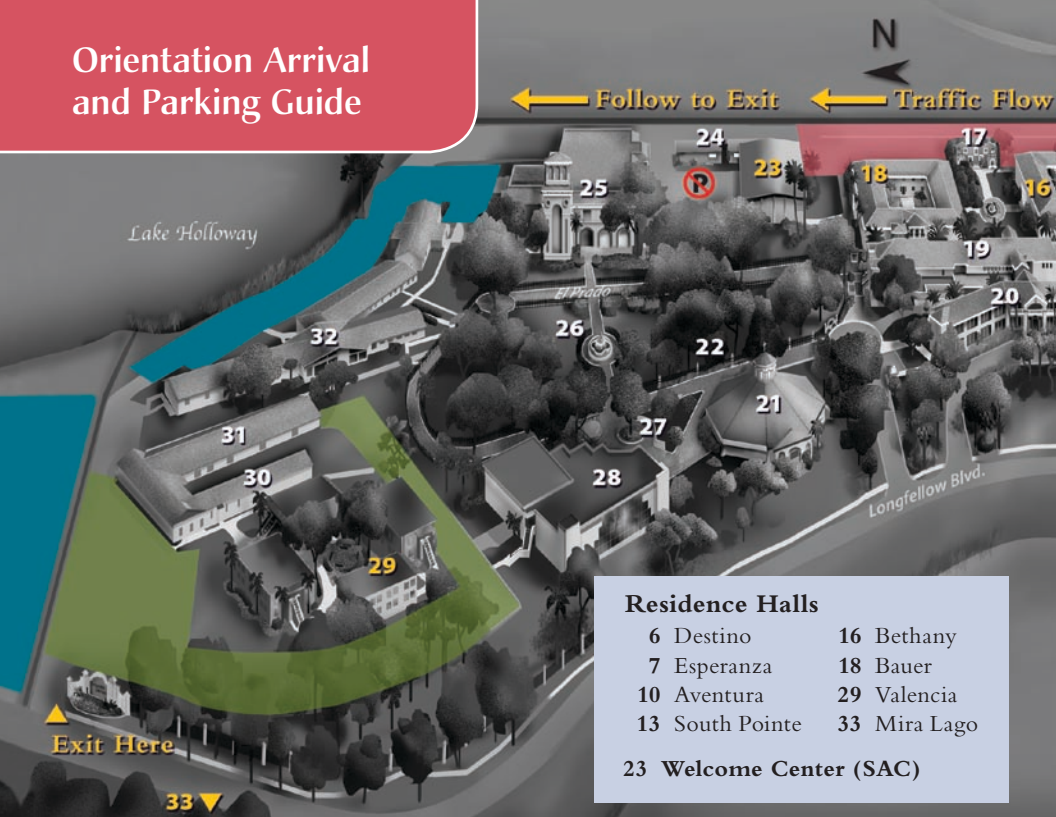 Orientation Arrival
and Parking Guide
N
Follow to Exit
Traffic Flow
24
17
23
P
18
25
16
Lake Holloway
19
El Prado
20
26
32
22
21
31
27
30
28
Longfellow Blvd.
29
Residence Halls
6 Destino
7 Esperanza
10 Aventura
13 South Pointe
16 Bethany
18 Bauer
29 Valencia
33 Mira Lago
23 Welcome Center (SAC)
Exit Here
33